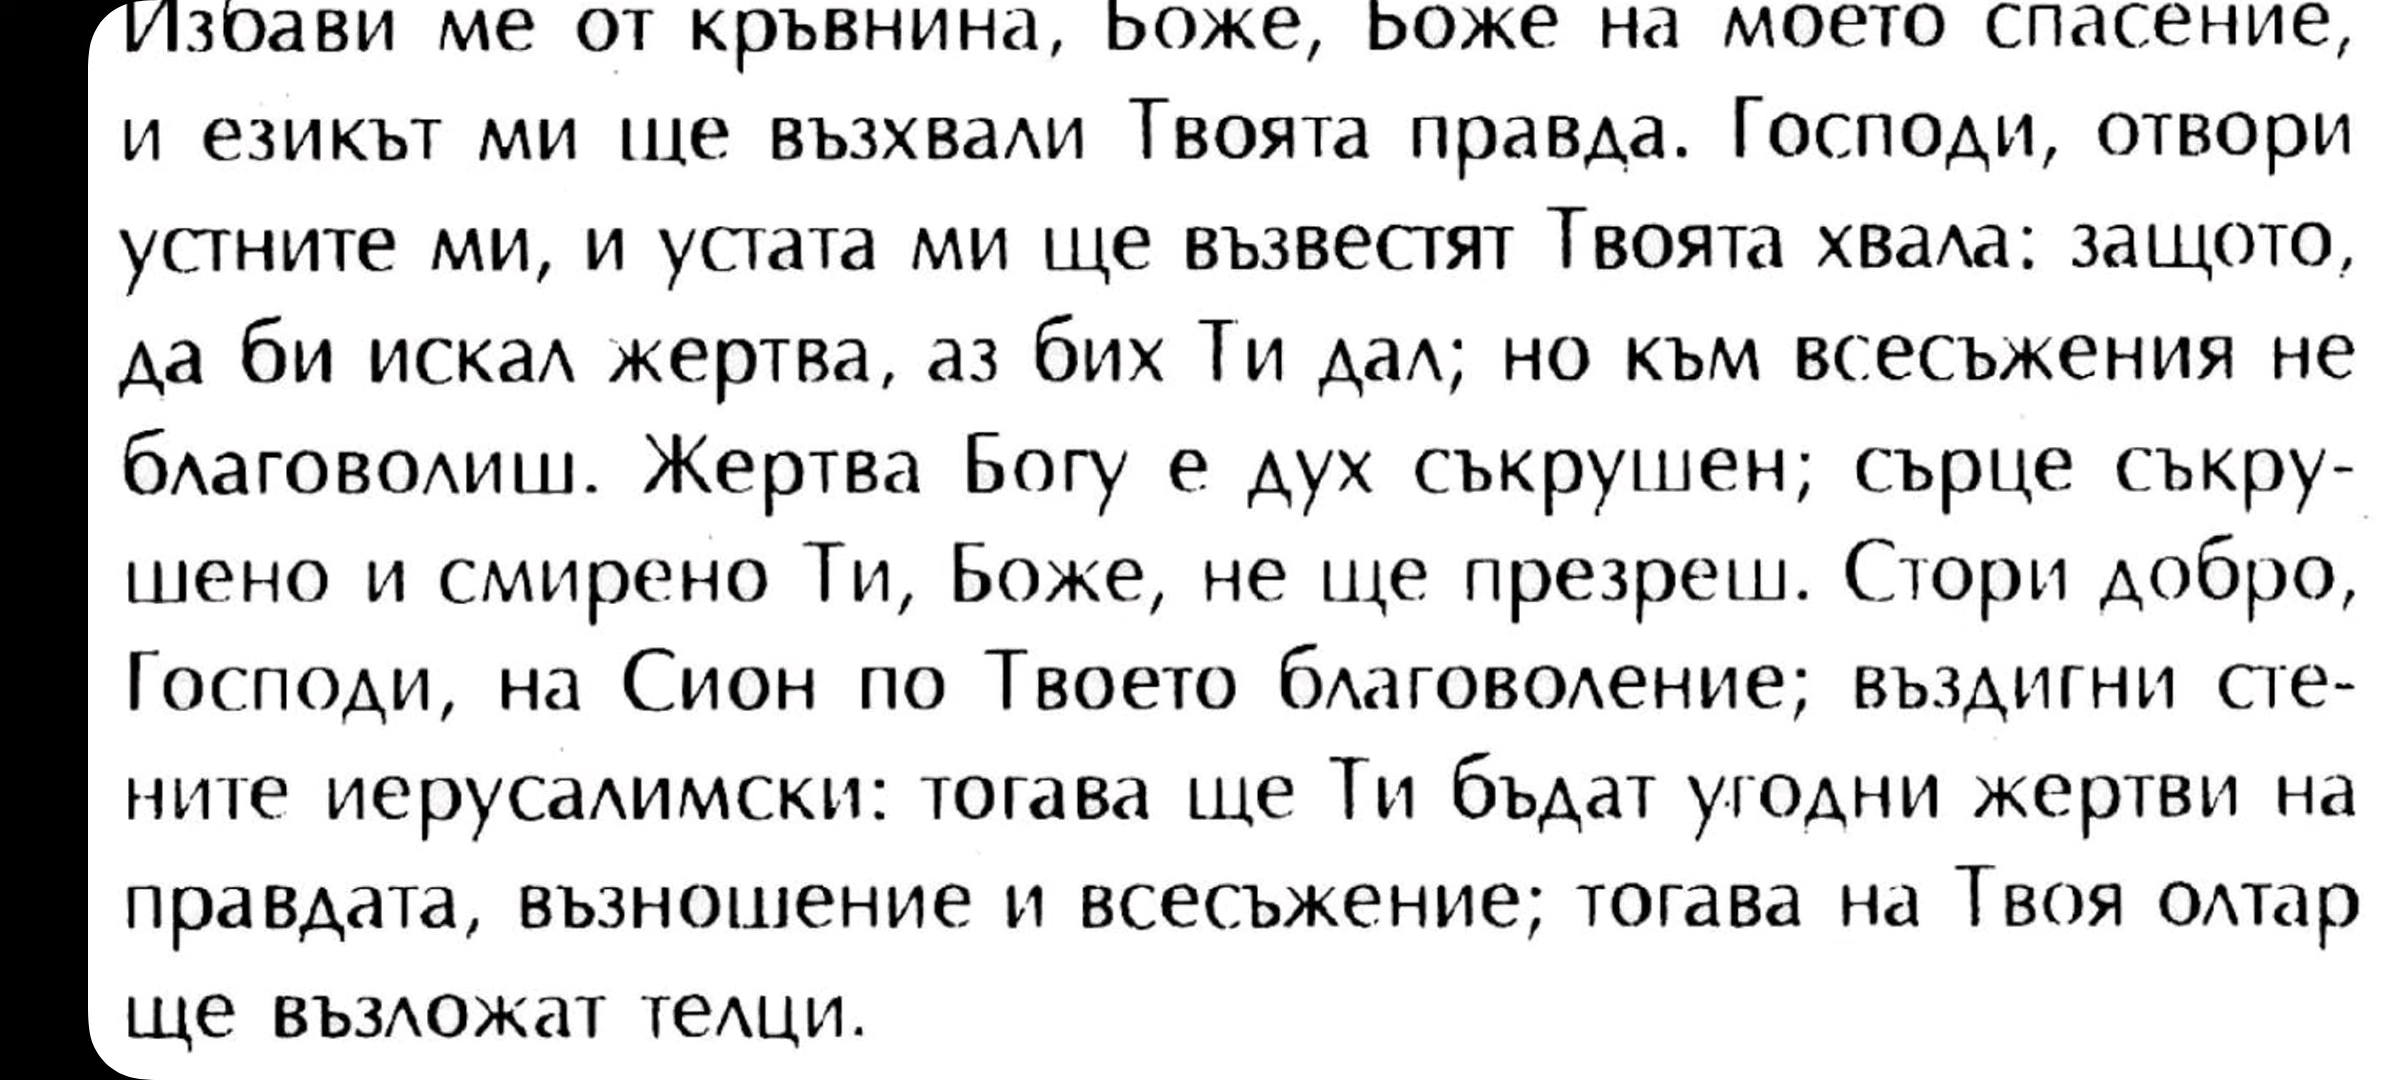 Избави ме от кръвнина, Боже, Боже на моето спасение,
и езикът ми ще възхвали Твоята правда. Господи, отвори
устните ми, и устата ми ще възвестят Твоята хвала: защото,
да би искал жертва, аз бих Ти дал; но към всесъжения не
благоволиш. Жертва Богу е дух съкрушен; сърце съкру-
шено и смирено Ти, Боже, не ще презреш. Стори добро,
Господи, на Сион по Твоето благоволение; въздигни сте-
ните иерусалимски: тогава ще Ти бъдат угодни жертви на
правдата, възношение и всесъжение; тогава на Твоя олтар
ще възложат телци.